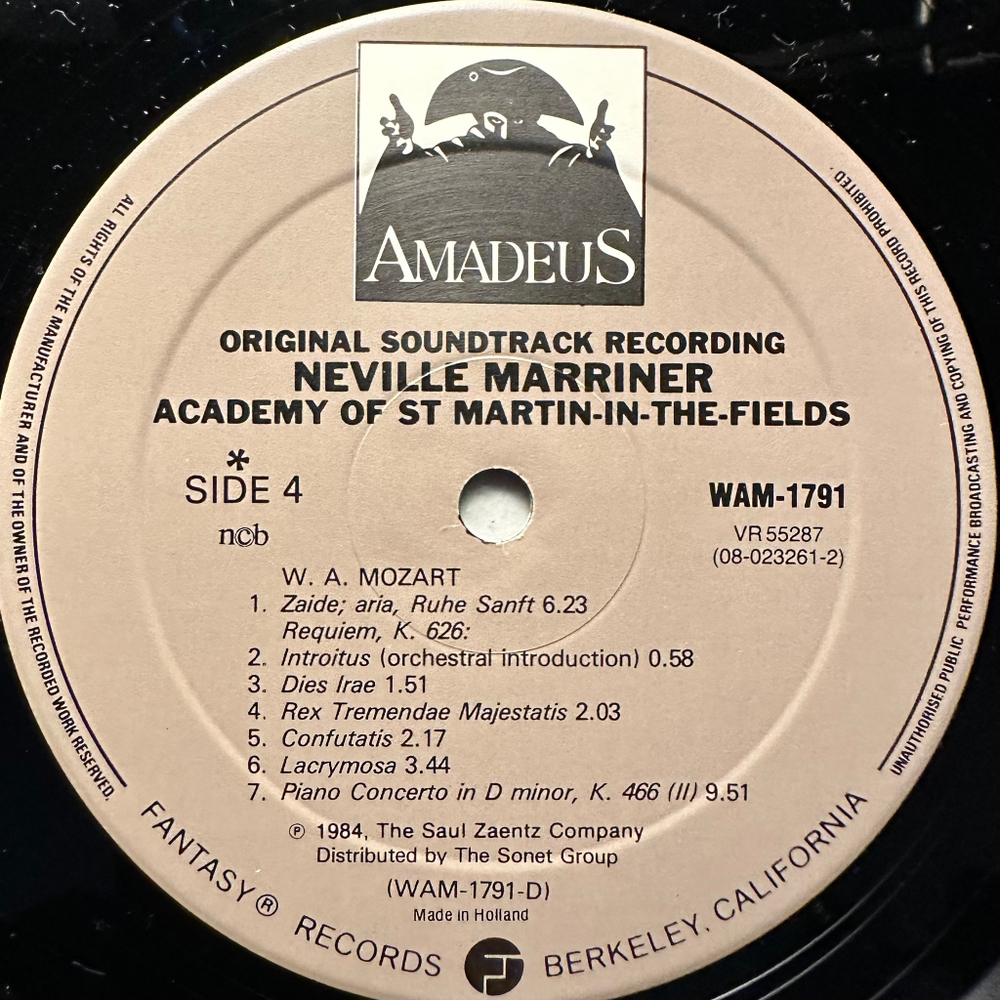 AMADEUS
ORIGINAL SOUNDTRACK RECORDING
NEVILLE MARRINER
ACADEMY OF ST MARTIN-IN-THE-FIELDS
*
SIDE 4
WAM-1791
ncb
VR 55287
(08-023261-2)
W. A. MOZART
1. Zaide; aria, Ruhe Sanft 6.23
Requiem, K. 626:
2. Introitus (orchestral introduction) 0.58
3. Dies Irae 1.51
4. Rex Tremendae Majestatis 2.03
5. Confutatis 2.17
6. Lacrymosa 3.44
7. Piano Concerto in D minor, K. 466 (II) 9.51
℗ 1984, The Saul Zaentz Company
Distributed by The Sonet Group
(WAM-1791-D)
Made in Holland
FANTASY® RECORDS BERKELEY, CALIFORNIA
ALL RIGHTS OF THE MANUFACTURER AND OF THE OWNER OF THE RECORDED WORK RESERVED.
UNAUTHORISED PUBLIC PERFORMANCE BROADCASTING AND COPYING OF THIS RECORD PROHIBITED.